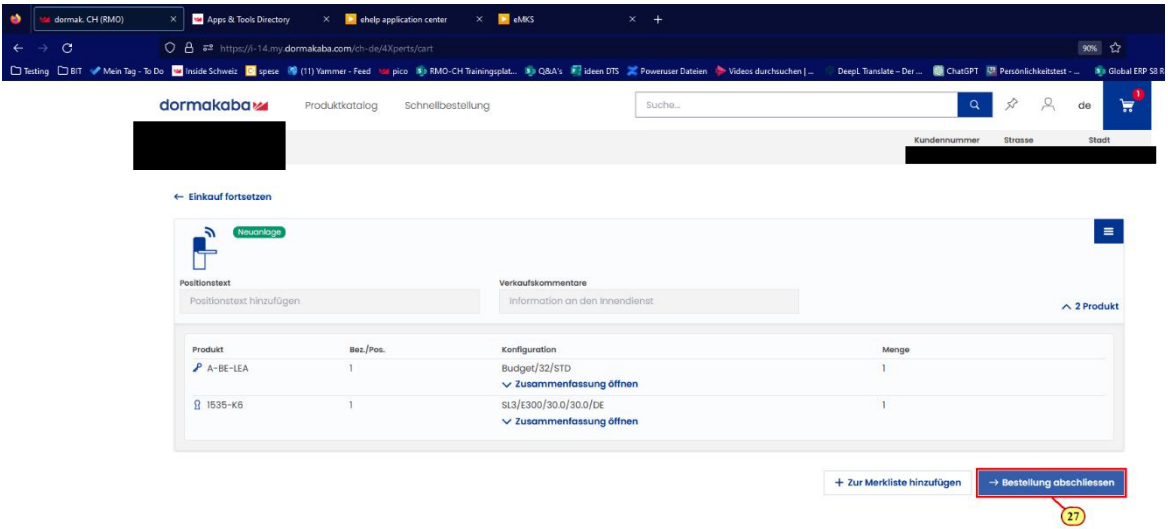 dormak. CH (RMO)
Apps & Tools Directory
ehelp application center
eMKS
https://i-14.my.dormakaba.com/ch-de/4Xperts/cart
90%
Testing
BIT
Mein Tag - To Do
Inside Schweiz
spese
(11) Yammer - Feed
pico
RMO-CH Trainingsplat...
Q&A's
ideen DTS
Poweruser Dateien
Videos durchsuchen | ...
DeepL Translate – Der ...
ChatGPT
Persönlichkeitstest - ...
Global ERP S8 R
dormakaba
Produktkatalog
Schnellbestellung
Suche...
de
1
Kundennummer
Strasse
Stadt
← Einkauf fortsetzen
Neuanlage
Positionstext
Verkaufskommentare
Positionstext hinzufügen
Information an den Innendienst
2 Produkt
Produkt
Bez./Pos.
Konfiguration
Menge
A-BE-LEA
1
Budget/32/STD
1
Zusammenfassung öffnen
1535-K6
1
SL3/E300/30.0/30.0/DE
1
Zusammenfassung öffnen
+ Zur Merkliste hinzufügen
→ Bestellung abschliessen
27